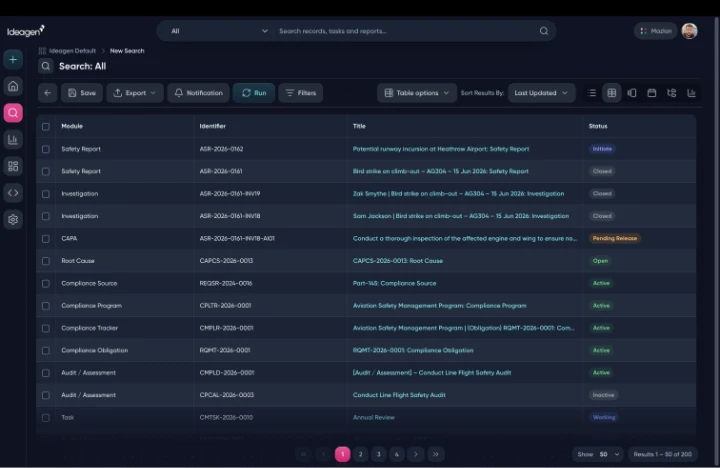 Ideagen
All
Search records, tasks and reports...
Mazlan
Ideagen Default > New Search
Search: All
Save
Export
Notification
Run
Filters
Table options
Sort Results By:
Last Updated
Module Identifier Title Status
Safety Report ASR-2026-0162 Potential runway incursion at Heathrow Airport: Safety Report Initiate
Safety Report ASR-2026-0161 Bird strike on climb-out – AG304 – 15 Jun 2026: Safety Report Closed
Investigation ASR-2026-0161-INV19 Zak Smythe | Bird strike on climb-out – AG304 – 15 Jun 2026: Investigation Closed
Investigation ASR-2026-0161-INV18 Sam Jackson | Bird strike on climb-out – AG304 – 15 Jun 2026: Investigation Closed
CAPA ASR-2026-0161-INV18-AI01 Conduct a thorough inspection of the affected engine and wing to ensure no... Pending Release
Root Cause CAPCS-2026-0013 CAPCS-2026-0013: Root Cause Open
Compliance Source REQSR-2024-0016 Part-145: Compliance Source Active
Compliance Program CPLTR-2026-0001 Aviation Safety Management Program: Compliance Program Active
Compliance Tracker CMPLR-2026-0001 Aviation Safety Management Program | (Obligation) RQMT-2026-0001: Com... Active
Compliance Obligation RQMT-2026-0001 RQMT-2026-0001: Compliance Obligation Active
Audit / Assessment CMPLD-2026-0001 [Audit / Assessment] – Conduct Line Flight Safety Audit Active
Audit / Assessment CPCAL-2026-0003 Conduct Line Flight Safety Audit Inactive
Task CMTSK-2026-0010 Annual Review Working
1 2 3 4
Show 50
Results 1 – 50 of 200